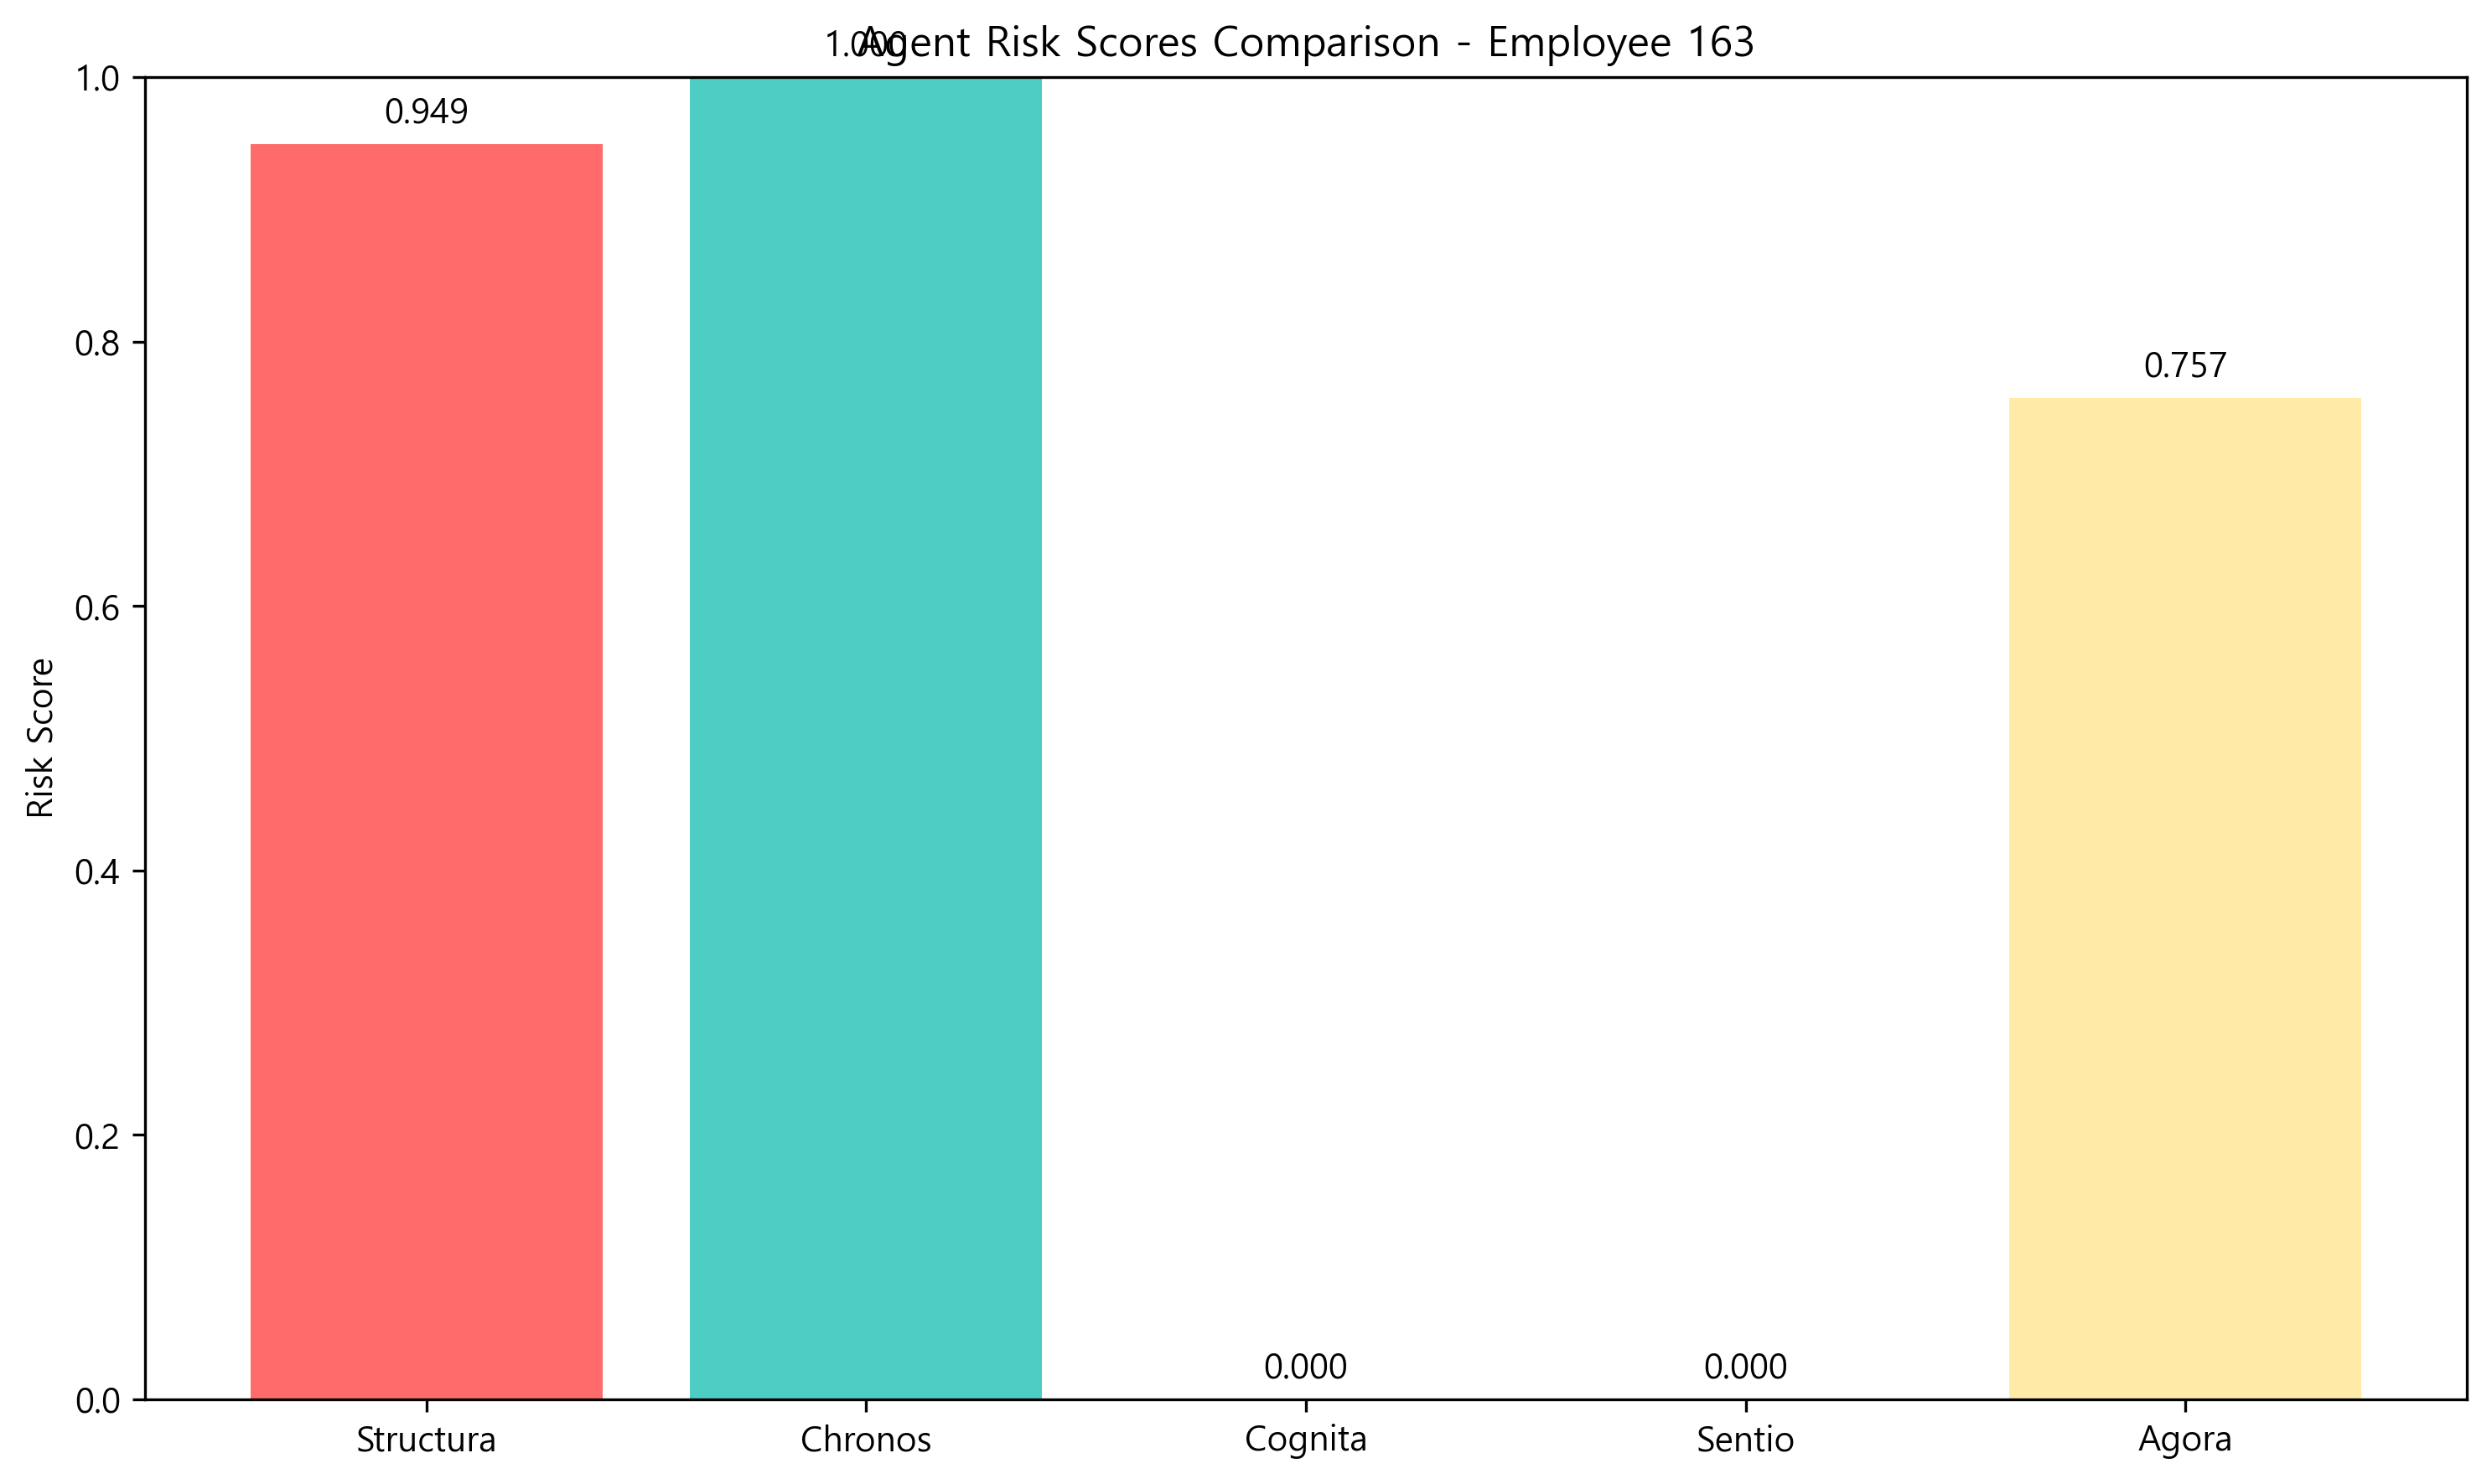 Agent Risk Scores Comparison - Employee 163
1.000
1.0
0.949
0.8
0.757
0.6
Risk Score
0.4
0.2
0.000
0.000
0.0
Structura
Chronos
Cognita
Sentio
Agora